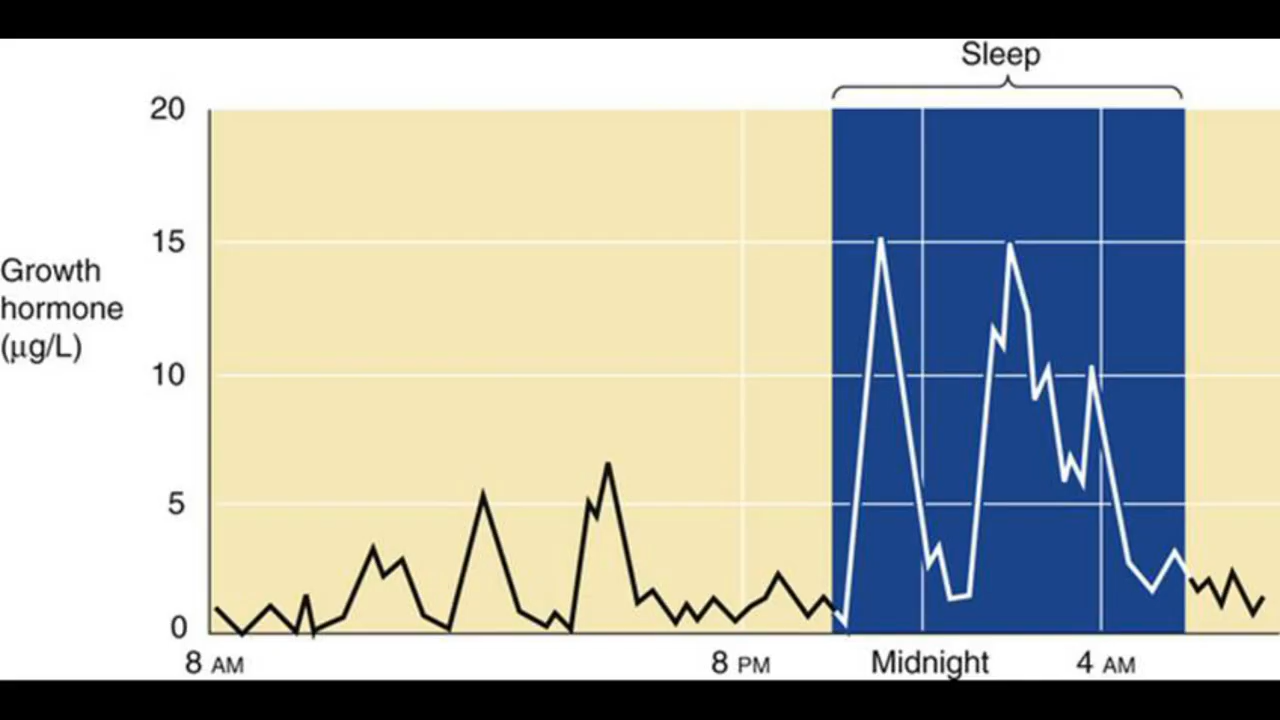 Sleep
20
15
Growth
hormone
(μg/L)
10
5
0
8 AM
8 PM
Midnight
4 AM